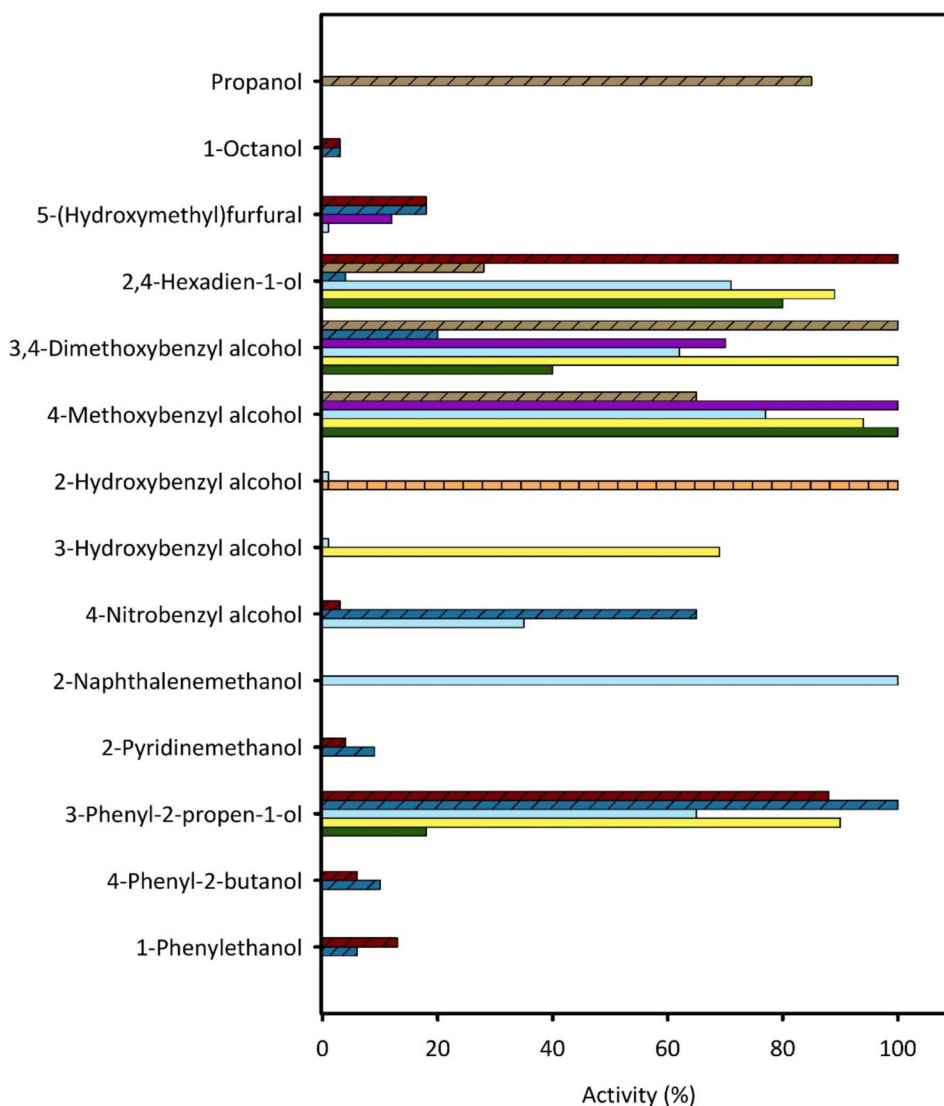 Propanol
1-Octanol
5-(Hydroxymethyl)furfural
2,4-Hexadien-1-ol
3,4-Dimethoxybenzyl alcohol
4-Methoxybenzyl alcohol
2-Hydroxybenzyl alcohol
3-Hydroxybenzyl alcohol
4-Nitrobenzyl alcohol
2-Naphthalenemethanol
2-Pyridinemethanol
3-Phenyl-2-propen-1-ol
4-Phenyl-2-butanol
1-Phenylethanol
0 20 40 60 80 100
Activity (%)